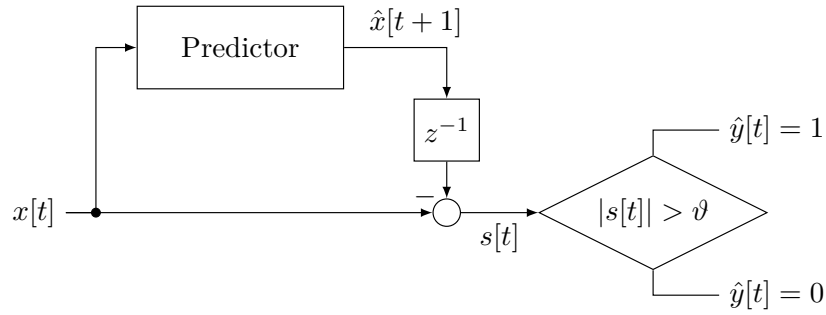 x̂[t + 1]
Predictor
ŷ[t] = 1
z⁻¹
−
x[t]
|s[t]| > ϑ
s[t]
ŷ[t] = 0